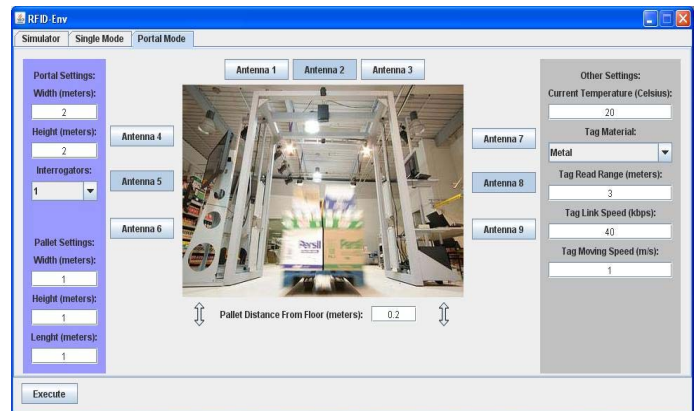 RFID-Env
Simulator Single Mode Portal Mode
Portal Settings:
Width (meters):
2
Height (meters):
2
Interrogators:
1
Pallet Settings:
Width (meters):
1
Height (meters):
1
Lenght (meters):
1
Antenna 1 Antenna 2 Antenna 3
Antenna 4
Antenna 5
Antenna 6
Persil Persil
Antenna 7
Antenna 8
Antenna 9
Pallet Distance From Floor (meters): 0.2
Other Settings:
Current Temperature (Celsius):
20
Tag Material:
Metal
Tag Read Range (meters):
3
Tag Link Speed (kbps):
40
Tag Moving Speed (m/s):
1
Execute